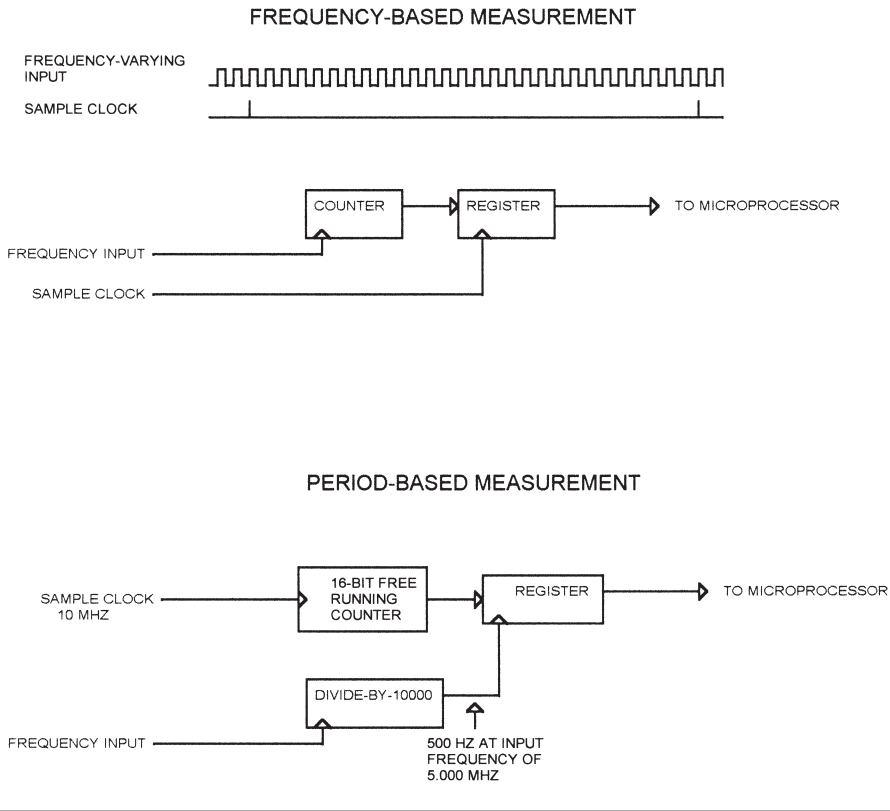 FREQUENCY-BASED MEASUREMENT
FREQUENCY-VARYING
INPUT
SAMPLE CLOCK
COUNTER
REGISTER
TO MICROPROCESSOR
FREQUENCY INPUT
SAMPLE CLOCK
PERIOD-BASED MEASUREMENT
SAMPLE CLOCK
10 MHZ
16-BIT FREE
RUNNING
COUNTER
REGISTER
TO MICROPROCESSOR
DIVIDE-BY-10000
FREQUENCY INPUT
500 HZ AT INPUT
FREQUENCY OF
5.000 MHZ